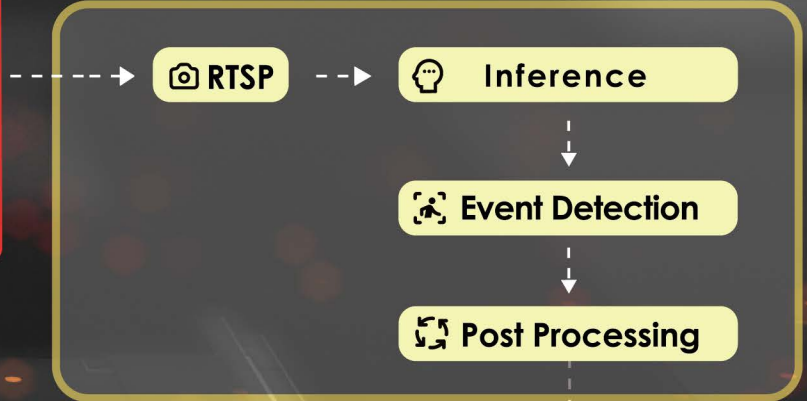 RTSP
Inference
Event Detection
Post Processing